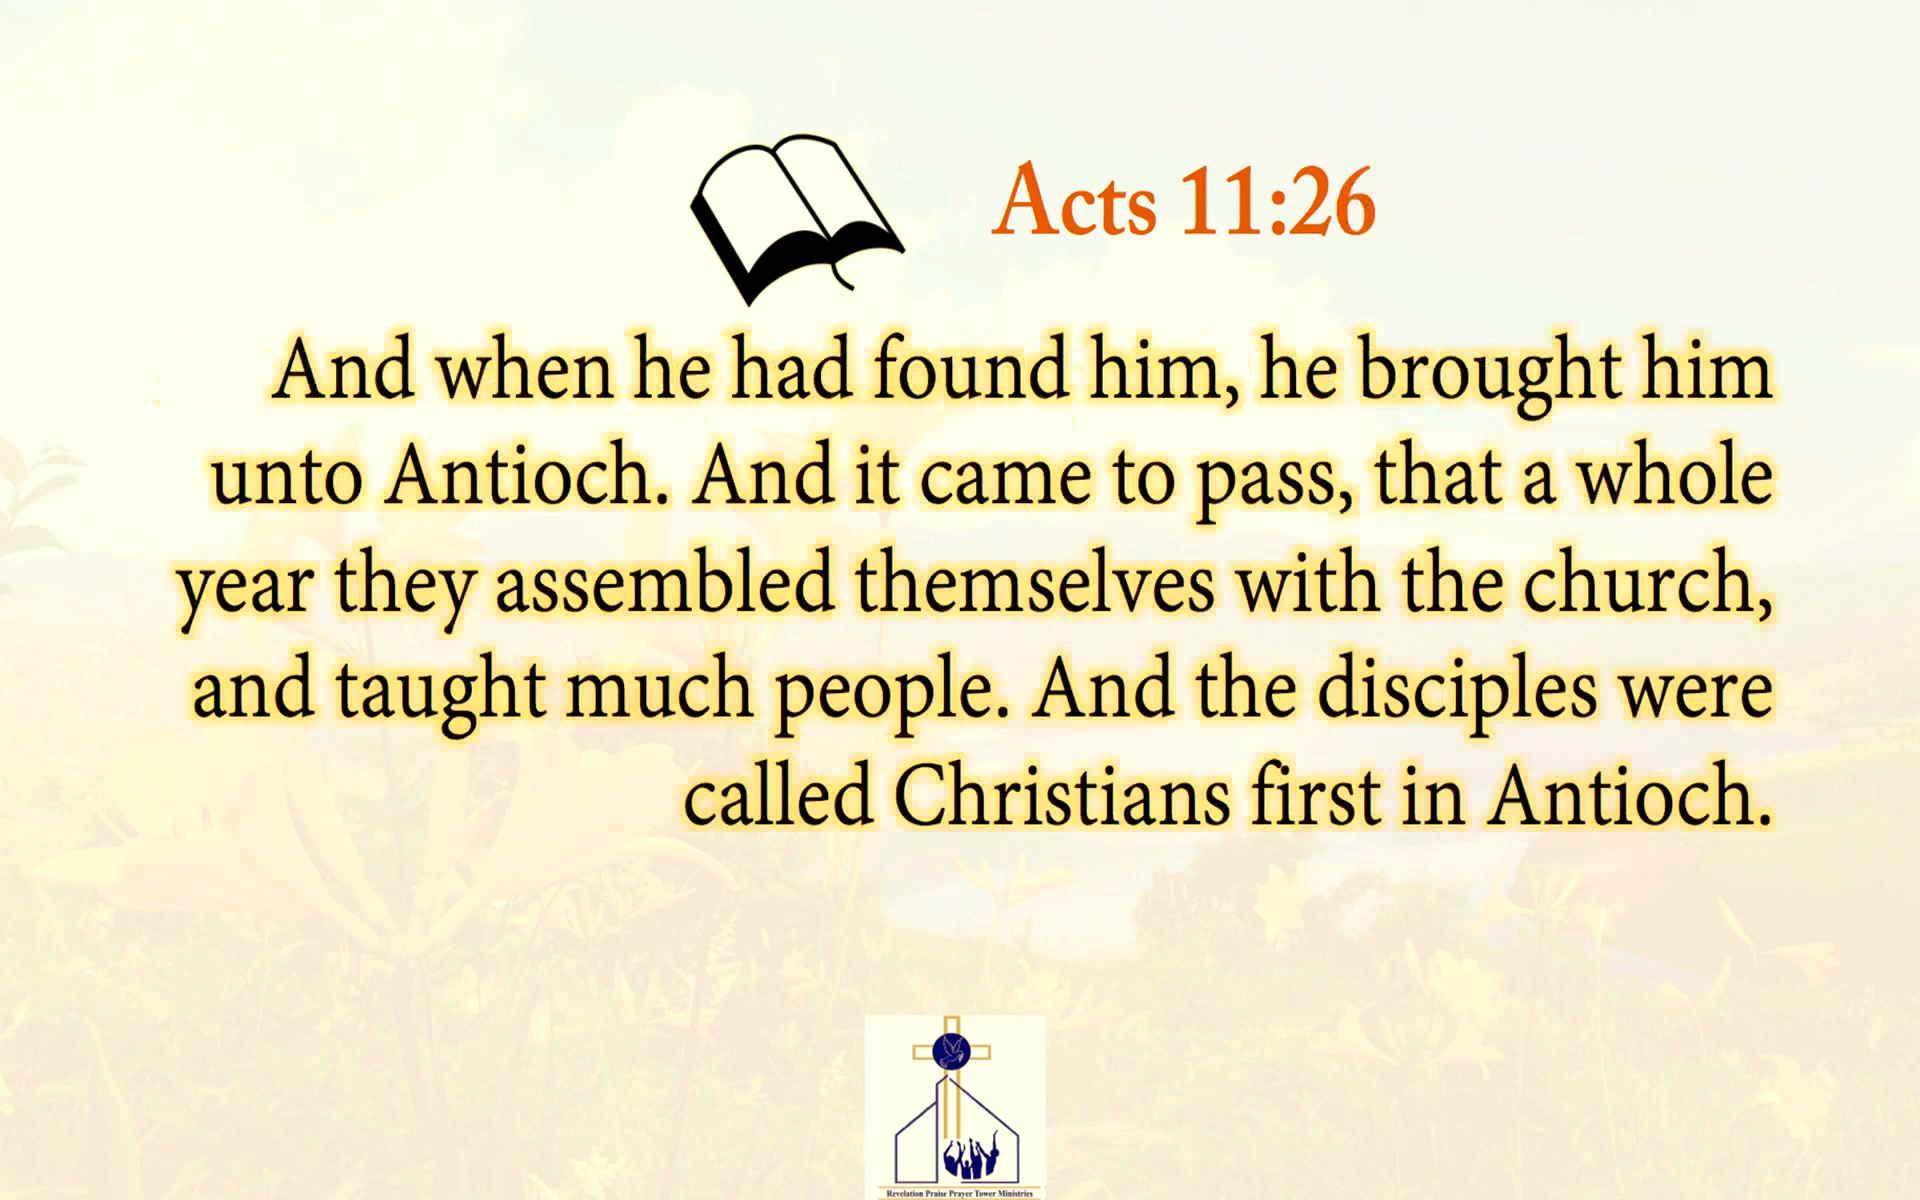 Acts 11:26
And when he had found him, he brought him
unto Antioch. And it came to pass, that a whole
year they assembled themselves with the church,
and taught much people. And the disciples were
called Christians first in Antioch.
Revelation Praise Prayer Tower Ministries